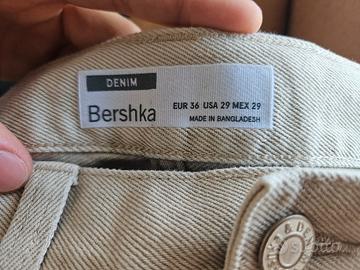 DENIM
Bershka
EUR 36 USA 29 MEX 29
MADE IN BANGLADESH